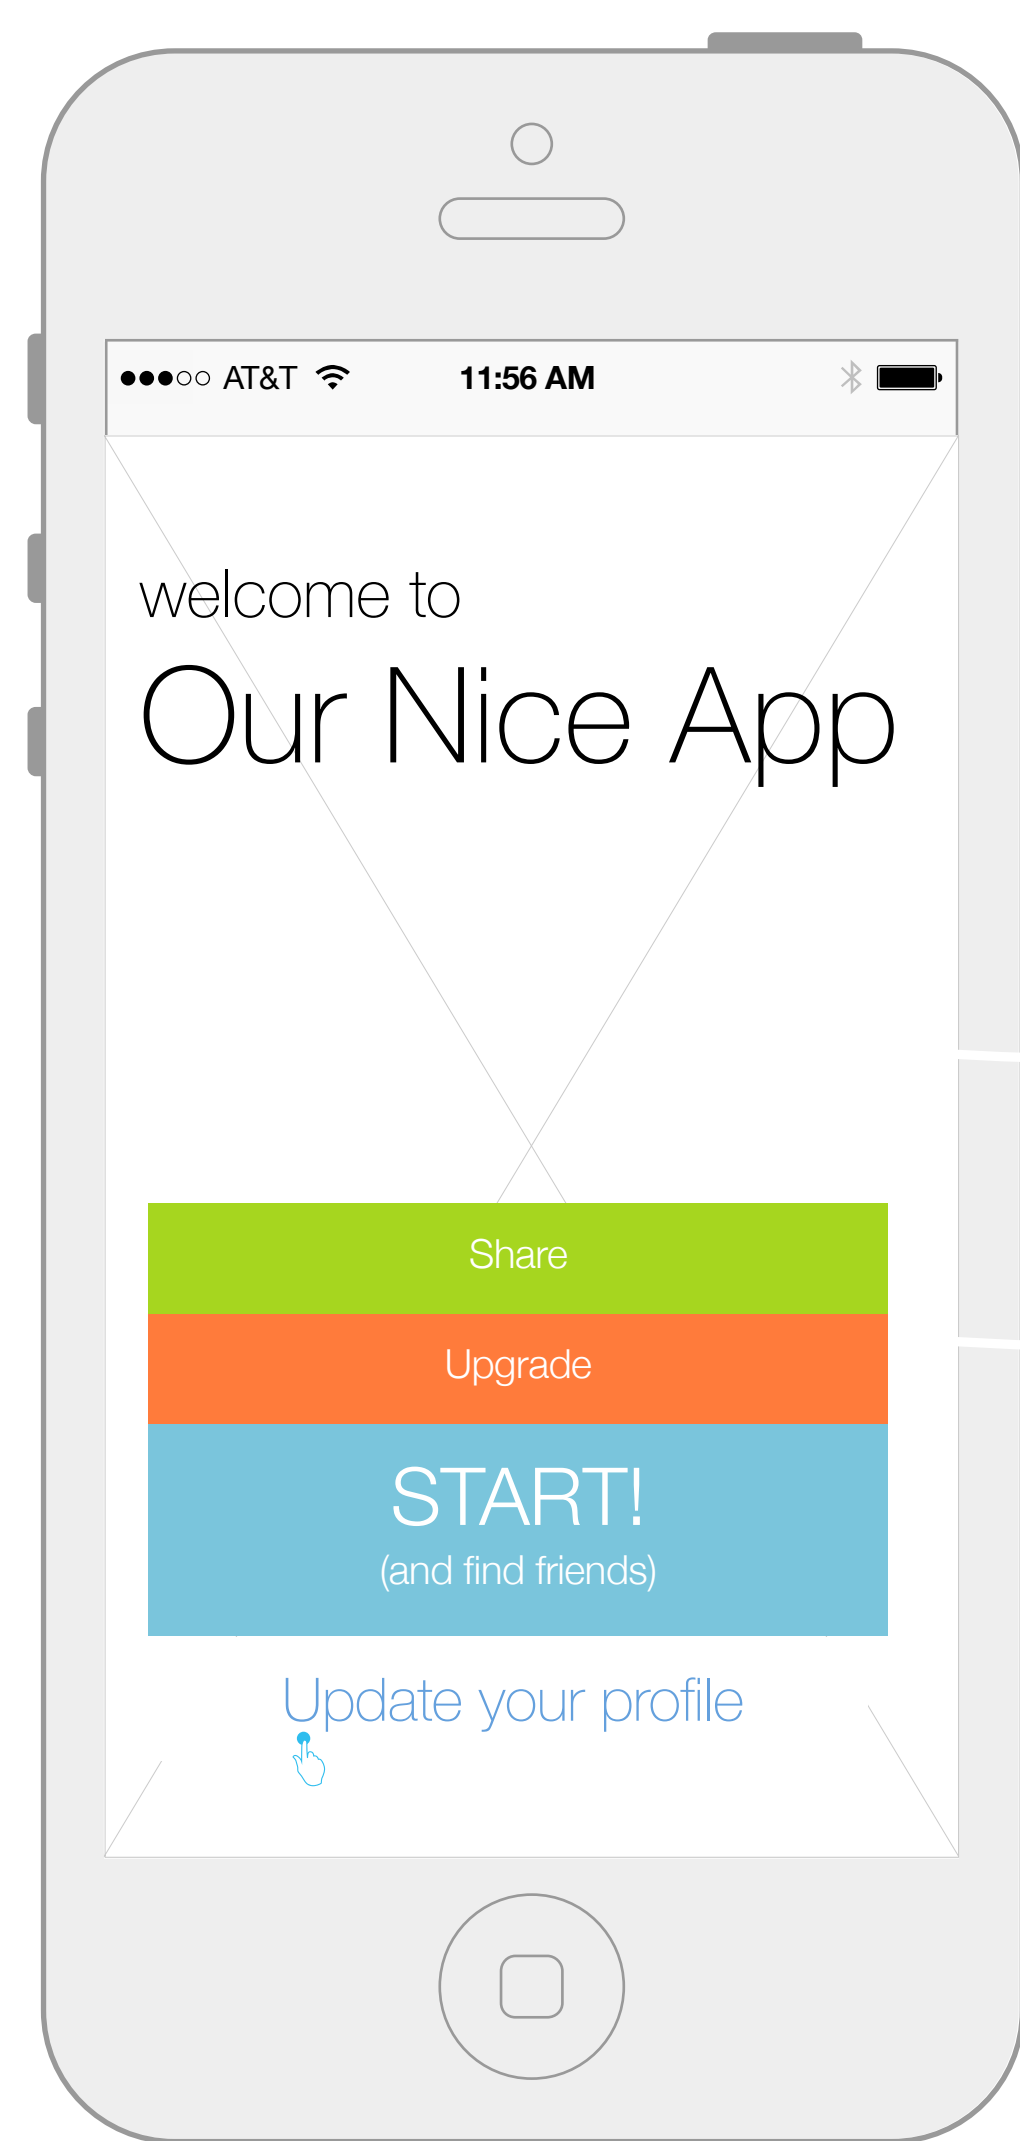 AT&T 11:56 AM
welcome to
Our Nice App
Share
Upgrade
START!
(and find friends)
Update your profile